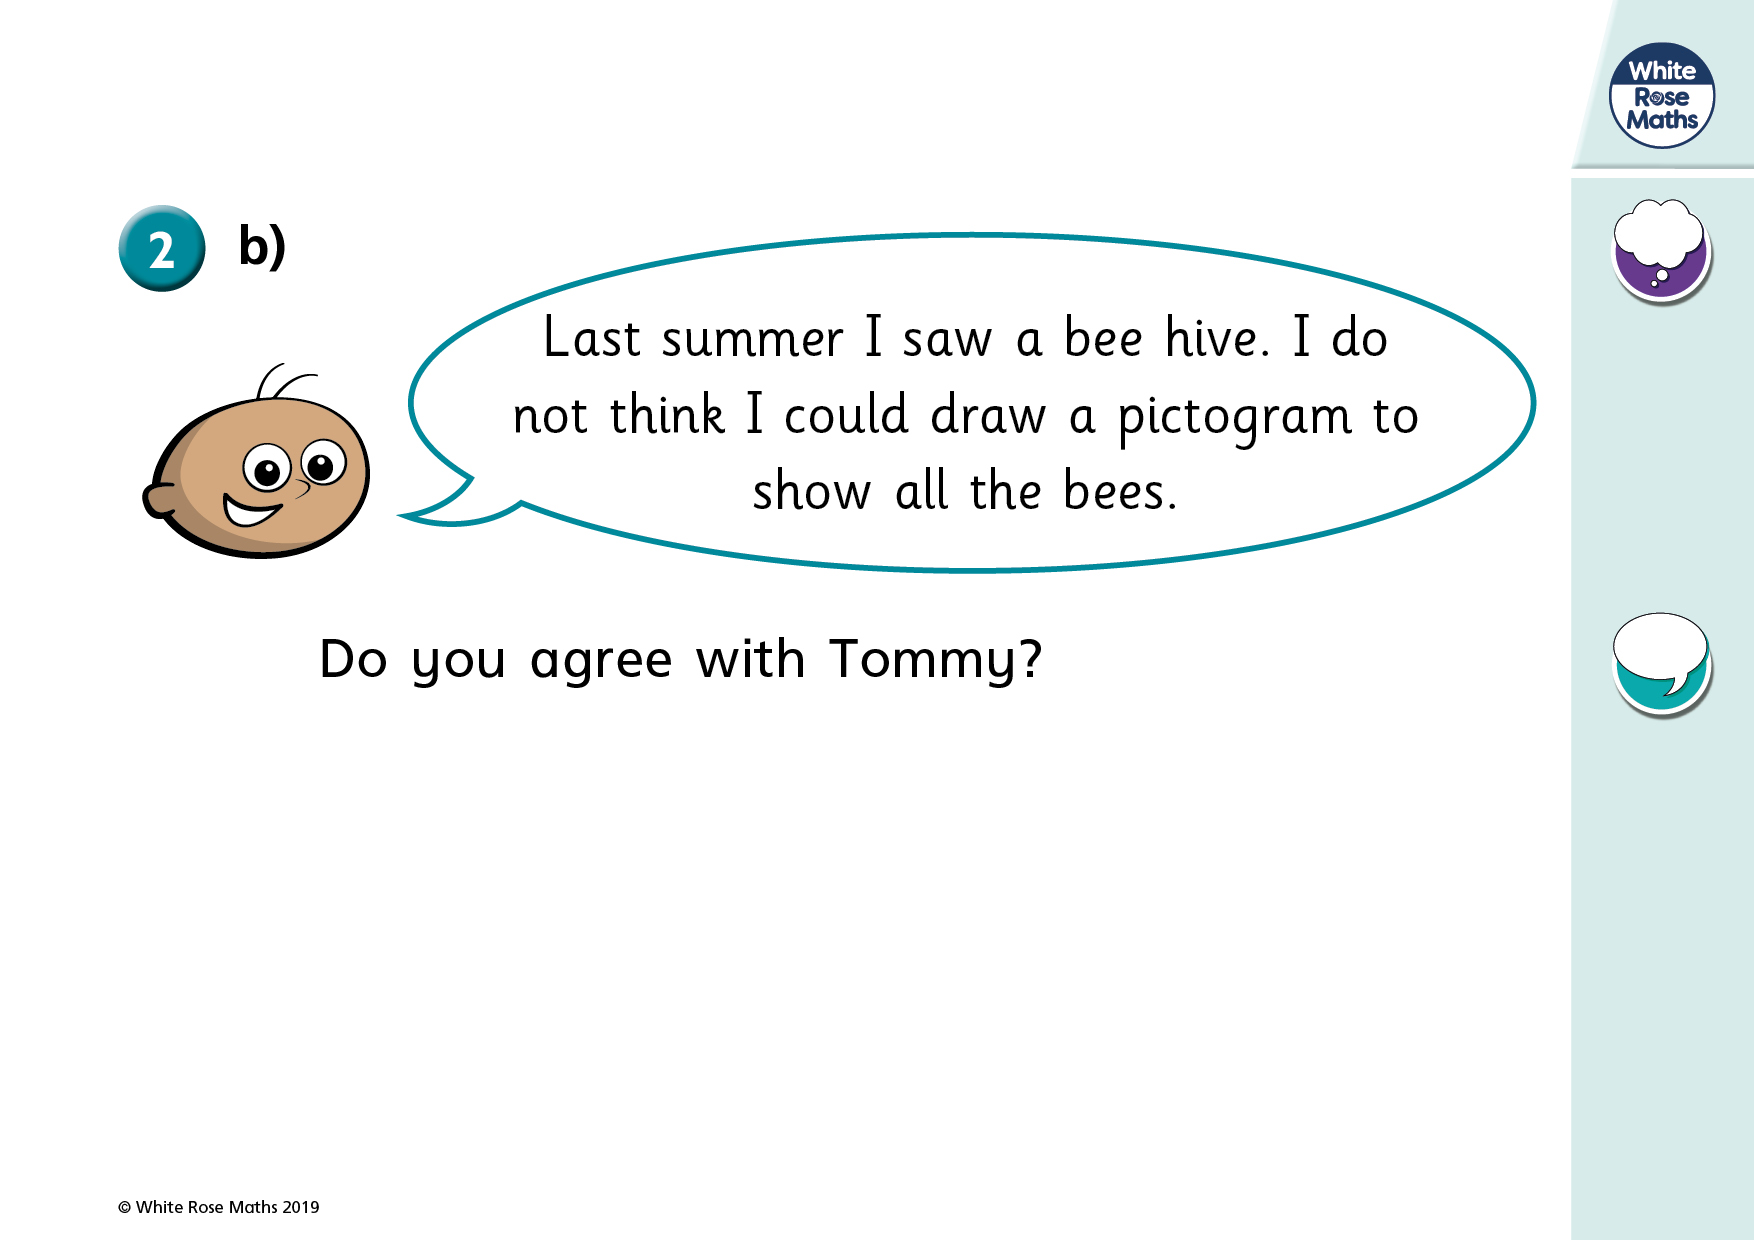 White
Rose
Maths
2 b)
Last summer I saw a bee hive. I do
not think I could draw a pictogram to
show all the bees.
Do you agree with Tommy?
© White Rose Maths 2019